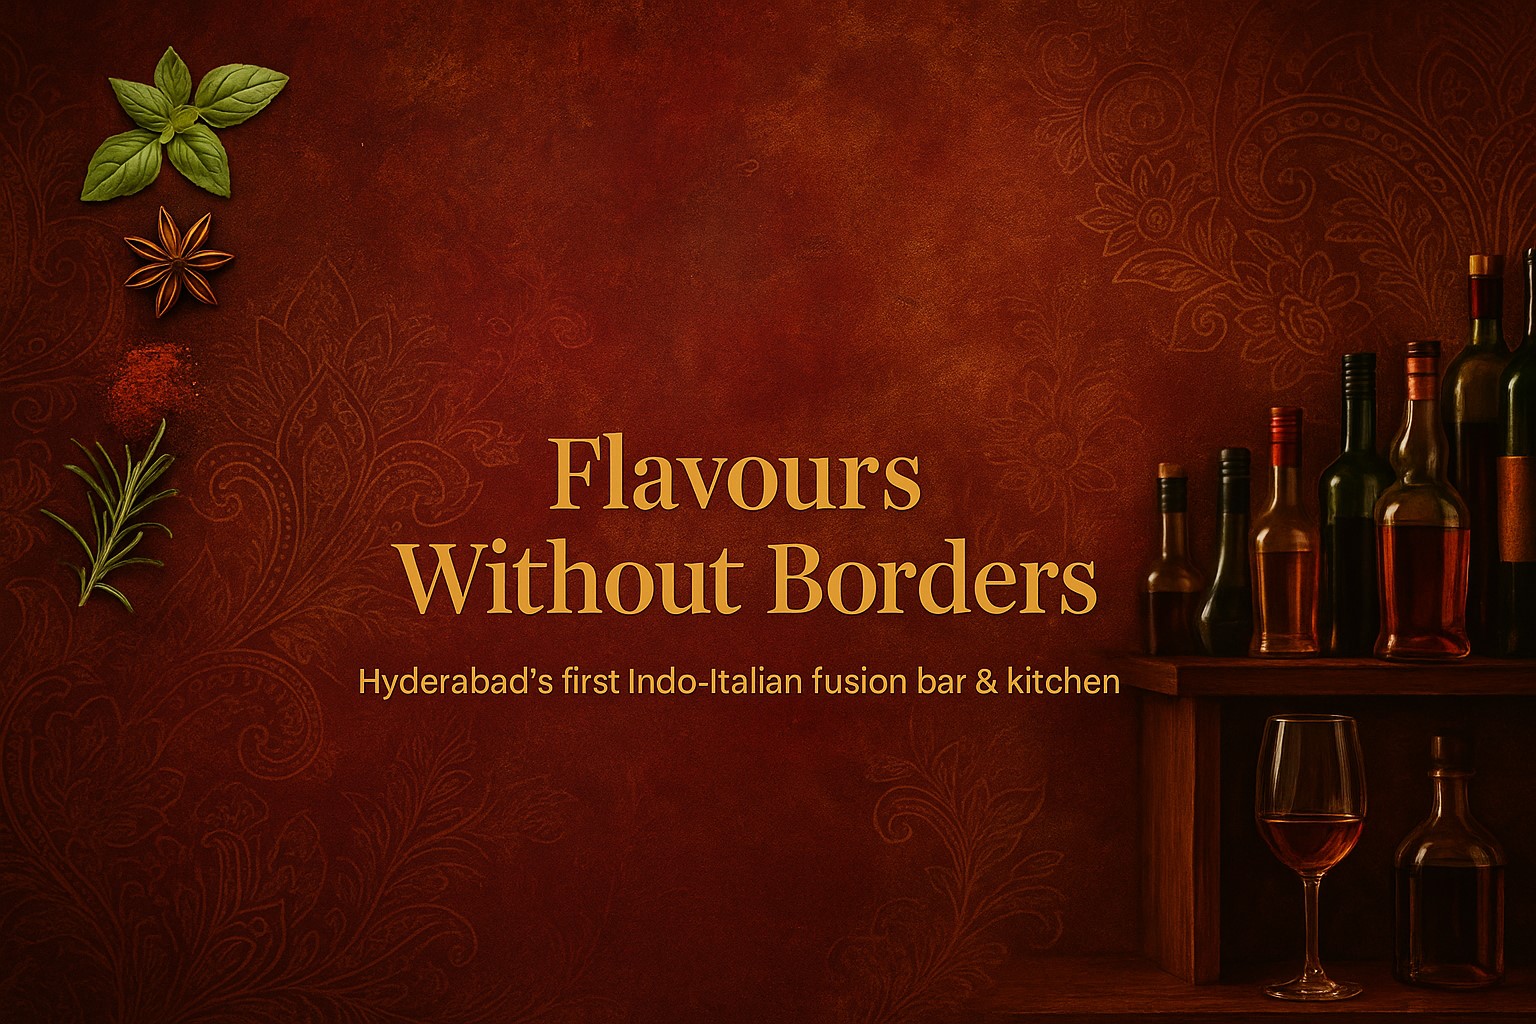 Flavours
Without Borders
Hyderabad’s first Indo-Italian fusion bar & kitchen